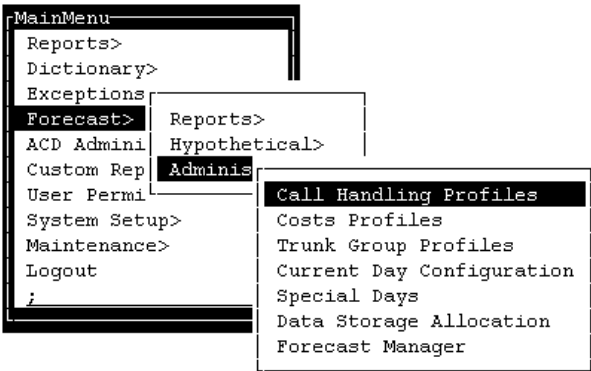 MainMenu
Reports>
Dictionary>
Exceptions
Forecast>
ACD Admini
Custom Rep
User Permi
System Setup>
Maintenance>
Logout
;
Reports>
Hypothetical>
Adminis
Call Handling Profiles
Costs Profiles
Trunk Group Profiles
Current Day Configuration
Special Days
Data Storage Allocation
Forecast Manager